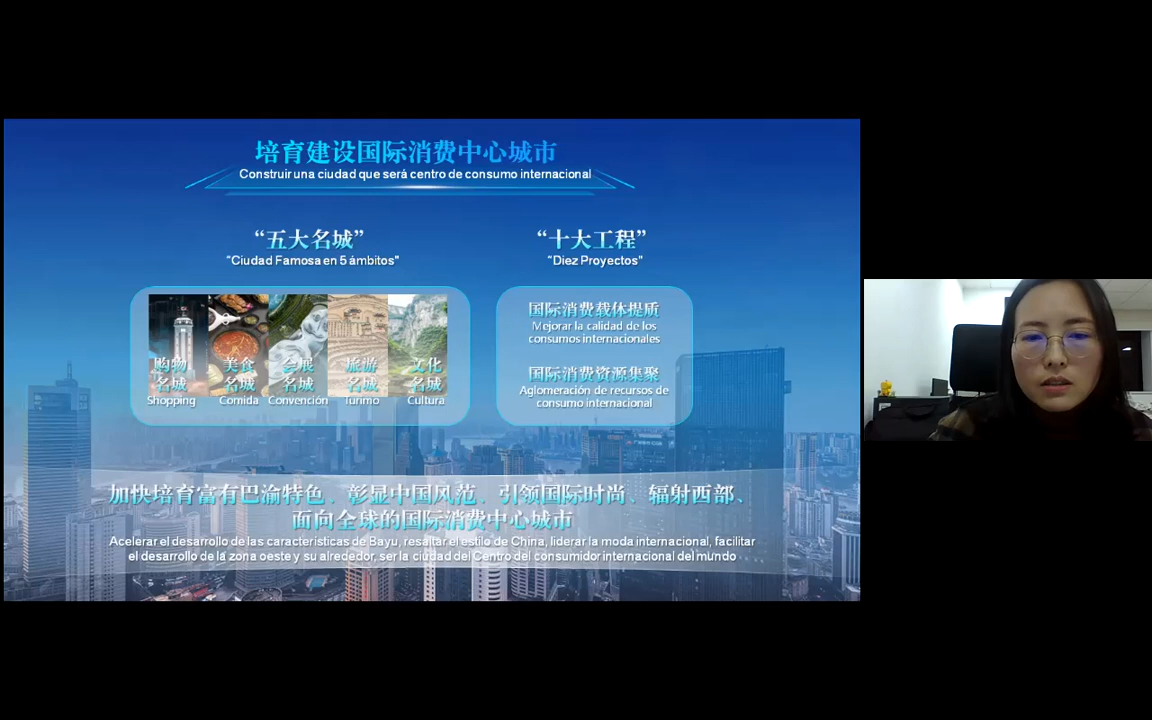 培育建设国际消费中心城市
Construir una ciudad que será centro de consumo internacional
“五大名城”
“Ciudad Famosa en 5 ámbitos”
“十大工程”
“Diez Proyectos”
购物 美食 会展 旅游 文化
名城 名城 名城 名城 名城
Shopping Comida Convención Turimo Cultura
国际消费载体提质
Mejorar la calidad de los
consumos internacionales
国际消费资源集聚
Aglomeración de recursos de
consumo internacional
加快培育富有巴渝特色、彰显中国风范、引领国际时尚、辐射西部、
面向全球的国际消费中心城市
Acelerar el desarrollo de las características de Bayu, resaltar el estilo de China, liderar la moda internacional, facilitar
el desarrollo de la zona oeste y su alrededor, ser la ciudad del Centro del consumidor internacional del mundo